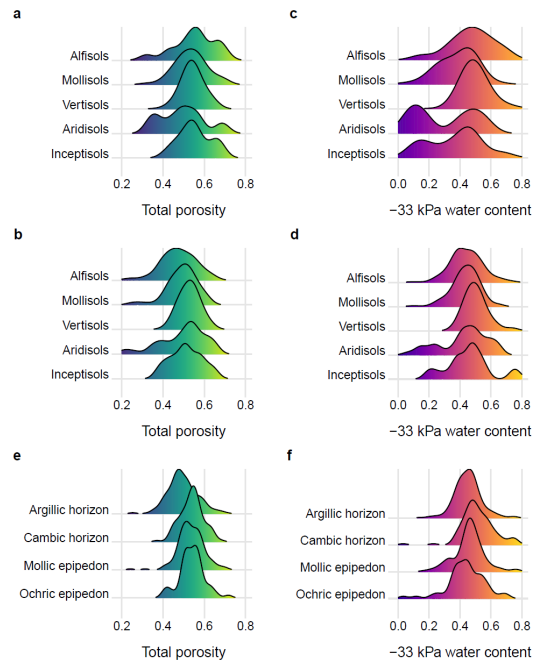 a
Alfisols
Mollisols
Vertisols
Aridisols
Inceptisols
0.2 0.4 0.6 0.8
Total porosity
c
Alfisols
Mollisols
Vertisols
Aridisols
Inceptisols
0.0 0.2 0.4 0.6 0.8
−33 kPa water content
b
Alfisols
Mollisols
Vertisols
Aridisols
Inceptisols
0.2 0.4 0.6 0.8
Total porosity
d
Alfisols
Mollisols
Vertisols
Aridisols
Inceptisols
0.0 0.2 0.4 0.6 0.8
−33 kPa water content
e
Argillic horizon
Cambic horizon
Mollic epipedon
Ochric epipedon
0.2 0.4 0.6 0.8
Total porosity
f
Argillic horizon
Cambic horizon
Mollic epipedon
Ochric epipedon
0.0 0.2 0.4 0.6 0.8
−33 kPa water content